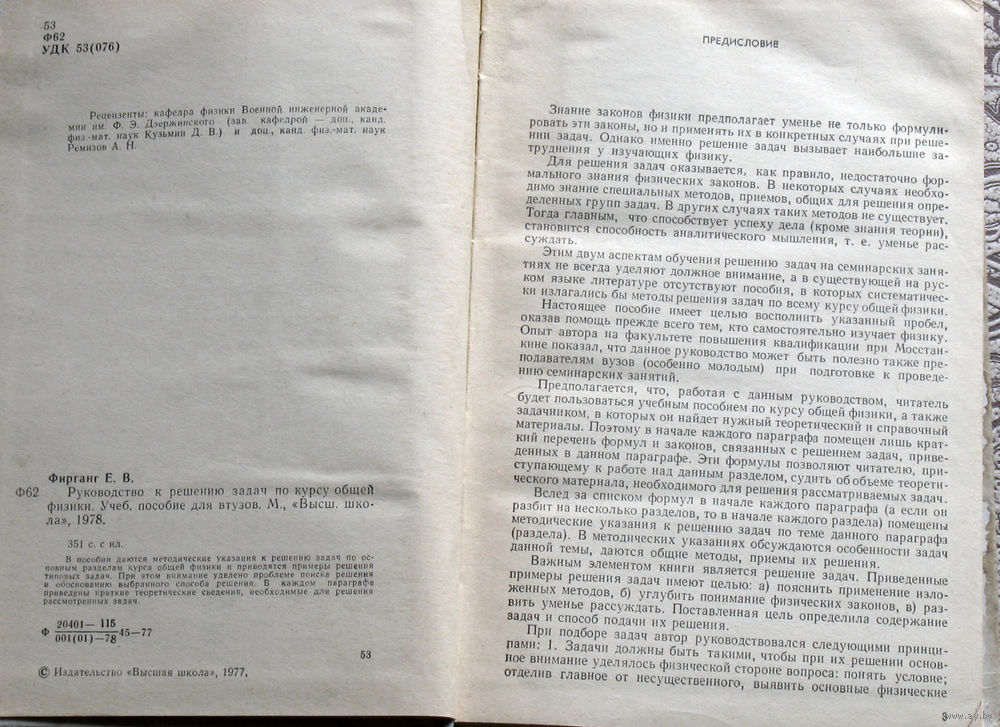 53
Ф62
УДК 53(076)
Рецензенты: кафедра физики Военной инженерной акаде-
мии им. Ф. Э. Дзержинского (зав. кафедрой — доц., канд.
физ.-мат. наук Кузьмин Д. В.) и доц., канд. физ.-мат. наук
Ремизов А. Н.
Фирганг Е. В.
Ф62 Руководство к решению задач по курсу общей
физики. Учеб. пособие для втузов. М., «Высш. шко-
ла», 1978.
351 с. с ил.
В пособии даются методические указания к решению задач по ос-
новным разделам курса общей физики и приводятся примеры решения
типовых задач. При этом внимание уделено проблеме поиска решения
и обоснованию выбранного способа решения. В каждом параграфе
приведены краткие теоретические сведения, необходимые для решения
рассмотренных задач.
20401— 115
Ф 45—77
001(01)—78
53
© Издательство «Высшая школа», 1977.
ПРЕДИСЛОВИЕ
Знание законов физики предполагает уменье не только формули-
ровать эти законы, но и применять их в конкретных случаях при реше-
нии задач. Однако именно решение задач вызывает наибольшие за-
труднения у изучающих физику.
Для решения задач оказывается, как правило, недостаточно фор-
мального знания физических законов. В некоторых случаях необхо-
димо знание специальных методов, приемов, общих для решения опре-
деленных групп задач. В других случаях таких методов не существует.
Тогда главным, что способствует успеху дела (кроме знания теории),
становится способность аналитического мышления, т. е. уменье рас-
суждать.
Этим двум аспектам обучения решению задач на семинарских заня-
тиях не всегда уделяют должное внимание, а в существующей на рус-
ском языке литературе отсутствуют пособия, в которых систематичес-
ки излагались бы методы решения задач по всему курсу общей физики.
Настоящее пособие имеет целью восполнить указанный пробел,
оказав помощь прежде всего тем, кто самостоятельно изучает физику.
Опыт автора на факультете повышения квалификации при Мосстан-
кине показал, что данное руководство может быть полезно также пре-
подавателям вузов (особенно молодым) при подготовке к проведе-
нию семинарских занятий.
Предполагается, что, работая с данным руководством, читатель
будет пользоваться учебным пособием по курсу общей физики, а также
задачником, в которых он найдет нужный теоретический и справочный
материалы. Поэтому в начале каждого параграфа помещен лишь крат-
кий перечень формул и законов, связанных с решением задач, приве-
денных в данном параграфе. Эти формулы позволяют читателю, при-
ступающему к работе над данным разделом, судить об объеме теорети-
ческого материала, необходимого для решения рассматриваемых задач.
Вслед за списком формул в начале каждого параграфа (а если он
разбит на несколько разделов, то в начале каждого раздела) помещены
методические указания к решению задач по теме данного параграфа
(раздела). В методических указаниях обсуждаются особенности задач
данной темы, даются общие методы, приемы их решения.
Важным элементом книги является решение задач. Приведенные
примеры решения задач имеют целью: а) пояснить применение изло-
женных методов, б) углубить понимание физических законов, в) раз-
вить уменье рассуждать. Поставленная цель определила содержание
задач и способ подачи их решения.
При подборе задач автор руководствовался следующими принци-
пами: 1. Задачи должны быть такими, чтобы при их решении основ-
ное внимание уделялось физической стороне вопроса: понять условие;
отделив главное от несущественного, выявить основные физические
3
www.ay.by